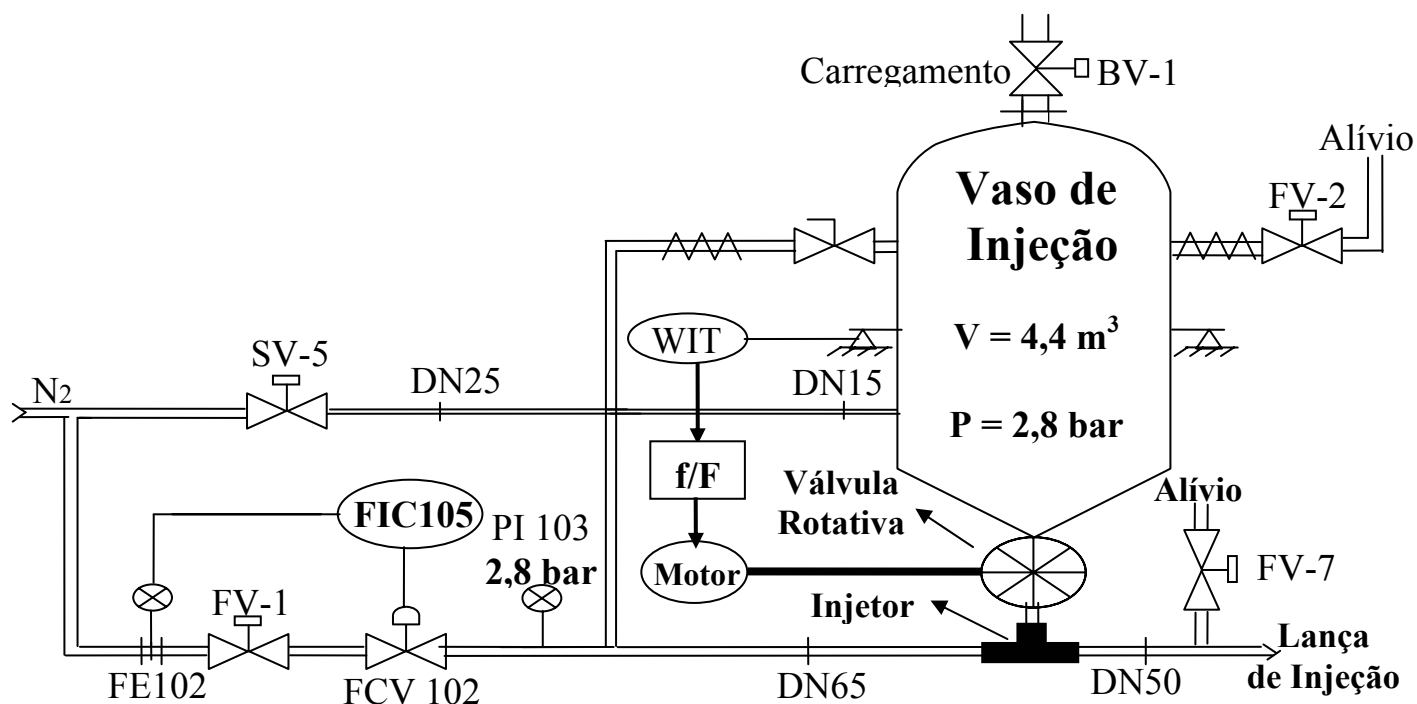 Carregamento
BV-1
Alívio
Vaso de
Injeção
FV-2
V = 4,4 m³
P = 2,8 bar
WIT
SV-5
DN25
DN15
N2
f/F
Válvula
Rotativa
Alívio
FIC105
PI 103
2,8 bar
Motor
FV-7
FV-1
Injetor
Lança
de Injeção
FE102
FCV 102
DN65
DN50